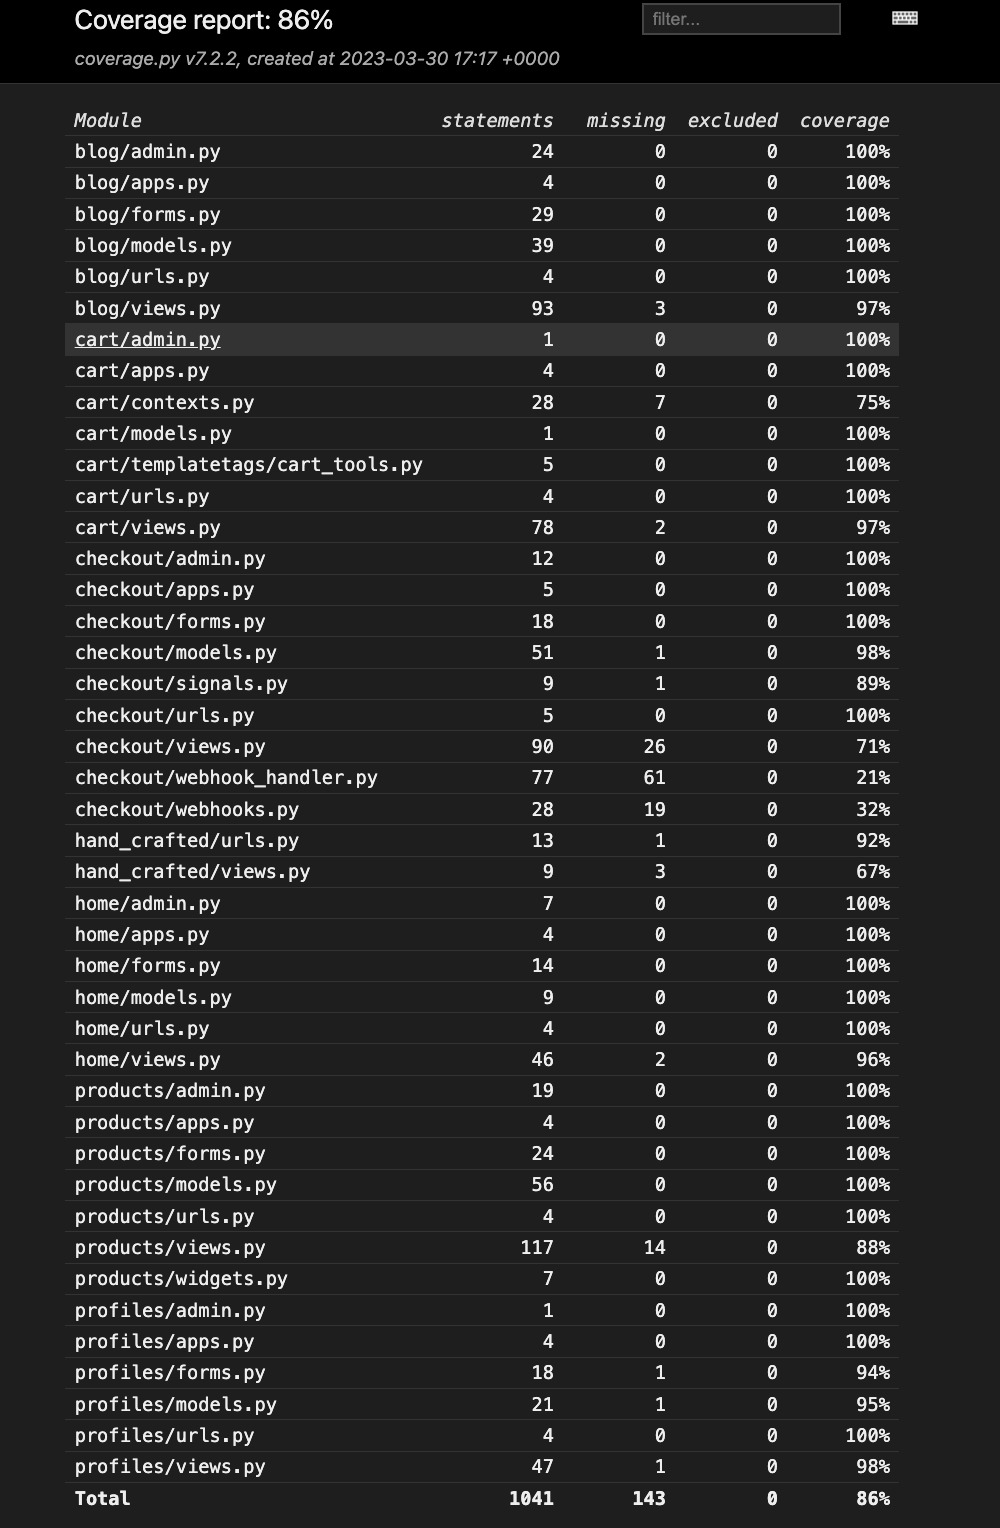 Coverage report: 86%
filter...
coverage.py v7.2.2, created at 2023-03-30 17:17 +0000
Module statements missing excluded coverage
blog/admin.py 24 0 0 100%
blog/apps.py 4 0 0 100%
blog/forms.py 29 0 0 100%
blog/models.py 39 0 0 100%
blog/urls.py 4 0 0 100%
blog/views.py 93 3 0 97%
cart/admin.py 1 0 0 100%
cart/apps.py 4 0 0 100%
cart/contexts.py 28 7 0 75%
cart/models.py 1 0 0 100%
cart/templatetags/cart_tools.py 5 0 0 100%
cart/urls.py 4 0 0 100%
cart/views.py 78 2 0 97%
checkout/admin.py 12 0 0 100%
checkout/apps.py 5 0 0 100%
checkout/forms.py 18 0 0 100%
checkout/models.py 51 1 0 98%
checkout/signals.py 9 1 0 89%
checkout/urls.py 5 0 0 100%
checkout/views.py 90 26 0 71%
checkout/webhook_handler.py 77 61 0 21%
checkout/webhooks.py 28 19 0 32%
hand_crafted/urls.py 13 1 0 92%
hand_crafted/views.py 9 3 0 67%
home/admin.py 7 0 0 100%
home/apps.py 4 0 0 100%
home/forms.py 14 0 0 100%
home/models.py 9 0 0 100%
home/urls.py 4 0 0 100%
home/views.py 46 2 0 96%
products/admin.py 19 0 0 100%
products/apps.py 4 0 0 100%
products/forms.py 24 0 0 100%
products/models.py 56 0 0 100%
products/urls.py 4 0 0 100%
products/views.py 117 14 0 88%
products/widgets.py 7 0 0 100%
profiles/admin.py 1 0 0 100%
profiles/apps.py 4 0 0 100%
profiles/forms.py 18 1 0 94%
profiles/models.py 21 1 0 95%
profiles/urls.py 4 0 0 100%
profiles/views.py 47 1 0 98%
Total 1041 143 0 86%